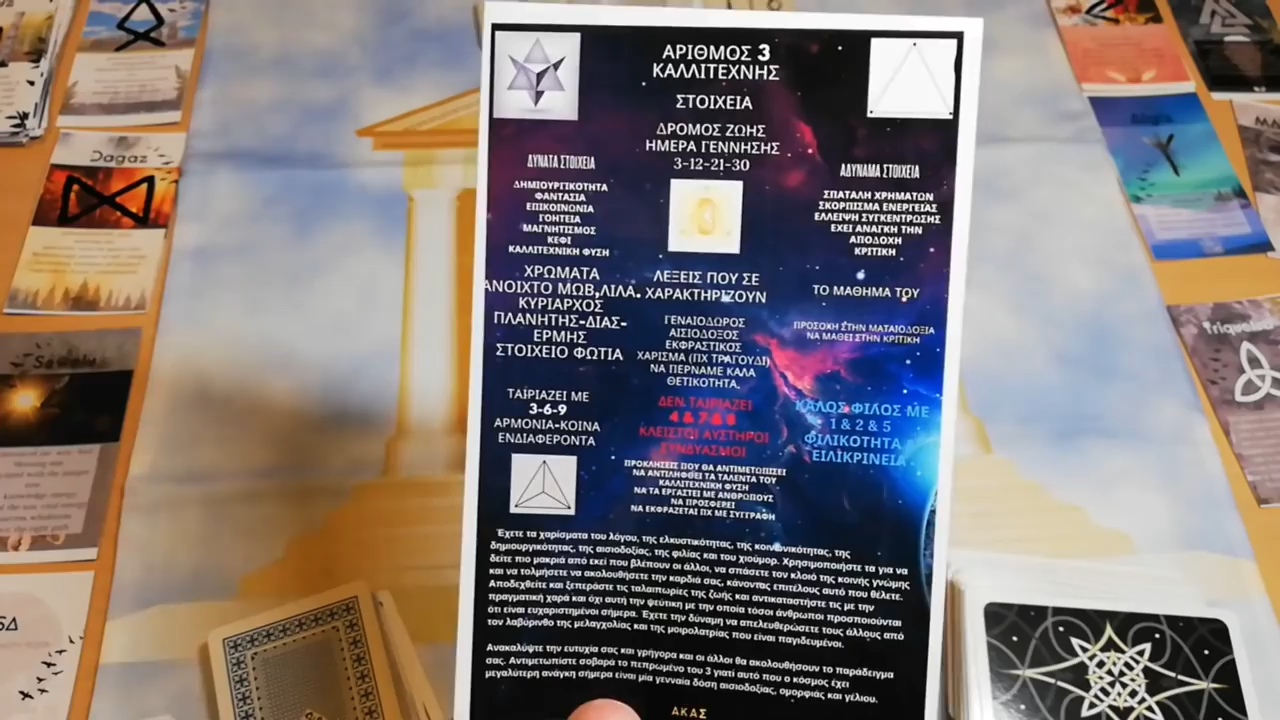 ΑΡΙΘΜΟΣ 3
ΚΑΛΛΙΤΕΧΝΗΣ
ΣΤΟΙΧΕΙΑ
ΔΡΟΜΟΣ ΖΩΗΣ
ΗΜΕΡΑ ΓΕΝΝΗΣΗΣ
3-12-21-30
ΔΥΝΑΤΑ ΣΤΟΙΧΕΙΑ
ΔΗΜΙΟΥΡΓΙΚΟΤΗΤΑ
ΦΑΝΤΑΣΙΑ
ΕΠΙΚΟΙΝΩΝΙΑ
ΓΟΗΤΕΙΑ
ΜΑΓΝΗΤΙΣΜΟΣ
ΚΕΦΙ
ΚΑΛΛΙΤΕΧΝΙΚΗ ΦΥΣΗ
ΑΔΥΝΑΜΑ ΣΤΟΙΧΕΙΑ
ΣΠΑΤΑΛΗ ΧΡΗΜΑΤΩΝ
ΣΚΟΡΠΙΣΜΑ ΕΝΕΡΓΕΙΑΣ
ΕΛΛΕΙΨΗ ΣΥΓΚΕΝΤΡΩΣΗΣ
ΕΧΕΙ ΑΝΑΓΚΗ ΤΗΝ
ΑΠΟΔΟΧΗ
ΚΡΙΤΙΚΗ
ΧΡΩΜΑΤΑ
ΑΝΟΙΧΤΟ ΜΩΒ,ΛΙΛΑ.
ΚΥΡΙΑΡΧΟΣ
ΠΛΑΝΗΤΗΣ-ΔΙΑΣ-
ΕΡΜΗΣ
ΣΤΟΙΧΕΙΟ ΦΩΤΙΑ
ΛΕΞΕΙΣ ΠΟΥ ΣΕ
ΧΑΡΑΚΤΗΡΙΖΟΥΝ
ΓΕΝΑΙΟΔΩΡΟΣ
ΑΙΣΙΟΔΟΞΟΣ
ΕΚΦΡΑΣΤΙΚΟΣ
ΧΑΡΙΣΜΑ (ΠΧ ΤΡΑΓΟΥΔΙ)
ΝΑ ΠΕΡΝΑΜΕ ΚΑΛΑ
ΘΕΤΙΚΟΤΗΤΑ.
ΤΟ ΜΑΘΗΜΑ ΤΟΥ
ΠΡΟΣΟΧΗ ΣΤΗΝ ΜΑΤΑΙΟΔΟΞΙΑ
ΝΑ ΜΑΘΕΙ ΣΤΗΝ ΚΡΙΤΙΚΗ
ΤΑΙΡΙΑΖΕΙ ΜΕ
3-6-9
ΑΡΜΟΝΙΑ-ΚΟΙΝΑ
ΕΝΔΙΑΦΕΡΟΝΤΑ
ΔΕΝ ΤΑΙΡΙΑΖΕΙ
4 & 7 & 8
ΚΛΕΙΣΤΟΙ ΑΥΣΤΗΡΟΙ
ΣΥΝΔΥΑΣΜΟΙ
ΚΑΛΟΣ ΦΙΛΟΣ ΜΕ
1 & 2 & 5
ΦΙΛΙΚΟΤΗΤΑ
ΕΙΛΙΚΡΙΝΕΙΑ
ΠΡΟΚΛΗΣΕΙΣ ΠΟΥ ΘΑ ΑΝΤΙΜΕΤΩΠΙΣΕΙ
ΝΑ ΑΝΤΙΛΗΦΘΕΙ ΤΑ ΤΑΛΕΝΤΑ ΤΟΥ
ΚΑΛΛΙΤΕΧΝΙΚΗ ΦΥΣΗ
ΝΑ ΤΑ ΕΡΓΑΣΤΕΙ ΜΕ ΑΝΘΡΩΠΟΥΣ
ΝΑ ΠΡΟΣΦΕΡΕΙ
ΝΑ ΕΚΦΡΑΖΕΤΑΙ ΠΧ ΜΕ ΣΥΓΓΡΑΦΗ
Έχετε τα χαρίσματα του λόγου, της ελκυστικότητας, της κοινωνικότητας, της
δημιουργικότητας, της αισιοδοξίας, της φιλίας και του χιούμορ. Χρησιμοποιήστε τα για να
δείτε πιο μακριά από εκεί που βλέπουν οι άλλοι, να σπάσετε τον κλοιό της κοινής γνώμης
και να τολμήσετε να ακολουθήσετε την καρδιά σας, κάνοντας επιτέλους αυτό που θέλετε.
Αποδεχθείτε και ξεπεράστε τις ταλαιπωρίες της ζωής και αντικαταστήστε τις με την
πραγματική χαρά και όχι αυτή την ψεύτικη με την οποία τόσοι άνθρωποι προσποιούνται
ότι είναι ευχαριστημένοι σήμερα. Έχετε την δύναμη να απελευθερώσετε τους άλλους από
τον λαβύρινθο της μελαγχολίας και της μοιρολατρίας που είναι παγιδευμένοι.
Ανακαλύψτε την ευτυχία σας και γρήγορα και οι άλλοι θα ακολουθήσουν το παράδειγμα
σας. Αντιμετωπίστε σοβαρά το πεπρωμένο του 3 γιατί αυτό που ο κόσμος έχει
μεγαλύτερη ανάγκη σήμερα είναι μία γενναία δόση αισιοδοξίας, ομορφιάς και γέλιου.
ΑΚΑΣ
Dagaz
Sowelu
Algiz
Triquetra